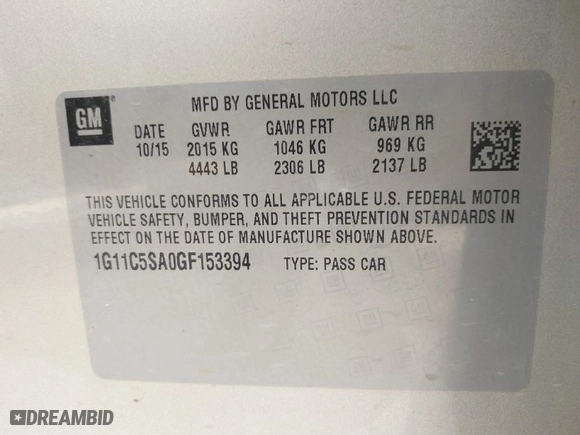 MFD BY GENERAL MOTORS LLC
GM
DATE GVWR GAWR FRT GAWR RR
10/15 2015 KG 1046 KG 969 KG
4443 LB 2306 LB 2137 LB
THIS VEHICLE CONFORMS TO ALL APPLICABLE U.S. FEDERAL MOTOR
VEHICLE SAFETY, BUMPER, AND THEFT PREVENTION STANDARDS IN
EFFECT ON THE DATE OF MANUFACTURE SHOWN ABOVE.
1G11C5SA0GF153394 TYPE: PASS CAR
DREAMBID